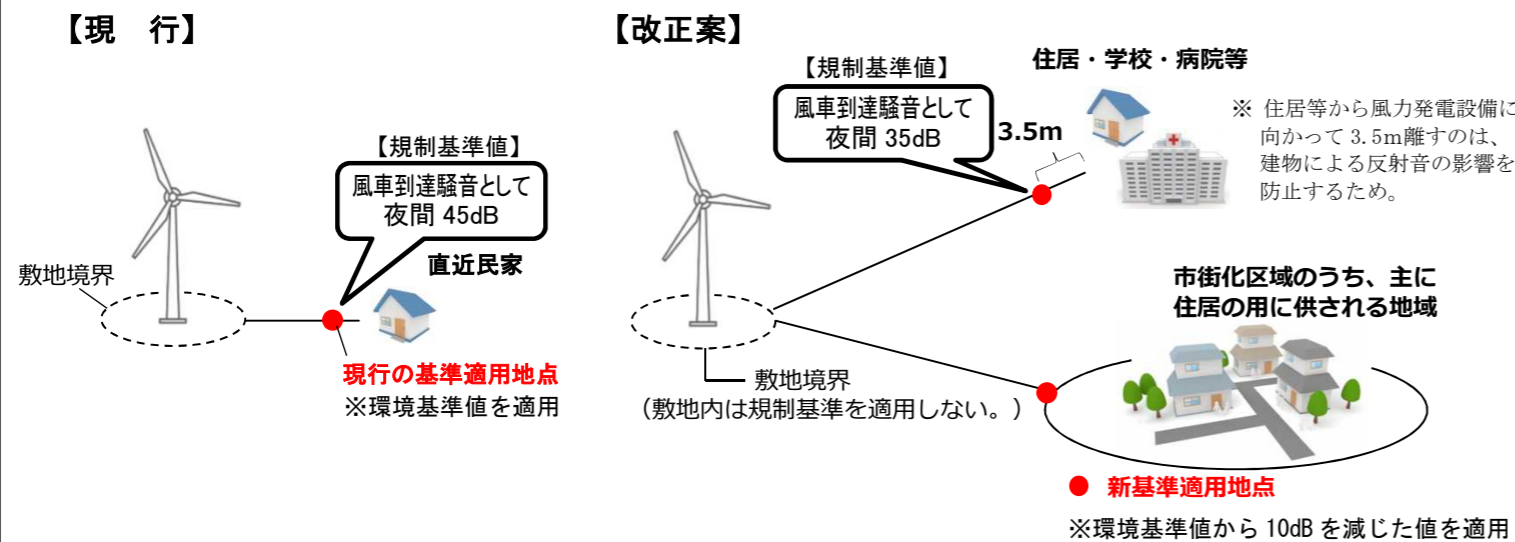 【現　行】
【規制基準値】
風車到達騒音として
夜間 45dB
直近民家
敷地境界
現行の基準適用地点
※環境基準値を適用
【改正案】
【規制基準値】
風車到達騒音として
夜間 35dB
3.5m
住居・学校・病院等
※ 住居等から風力発電設備に
向かって 3.5m離すのは、
建物による反射音の影響を
防止するため。
敷地境界
（敷地内は規制基準を適用しない。）
市街化区域のうち、主に
住居の用に供される地域
● 新基準適用地点
※環境基準値から 10dB を減じた値を適用